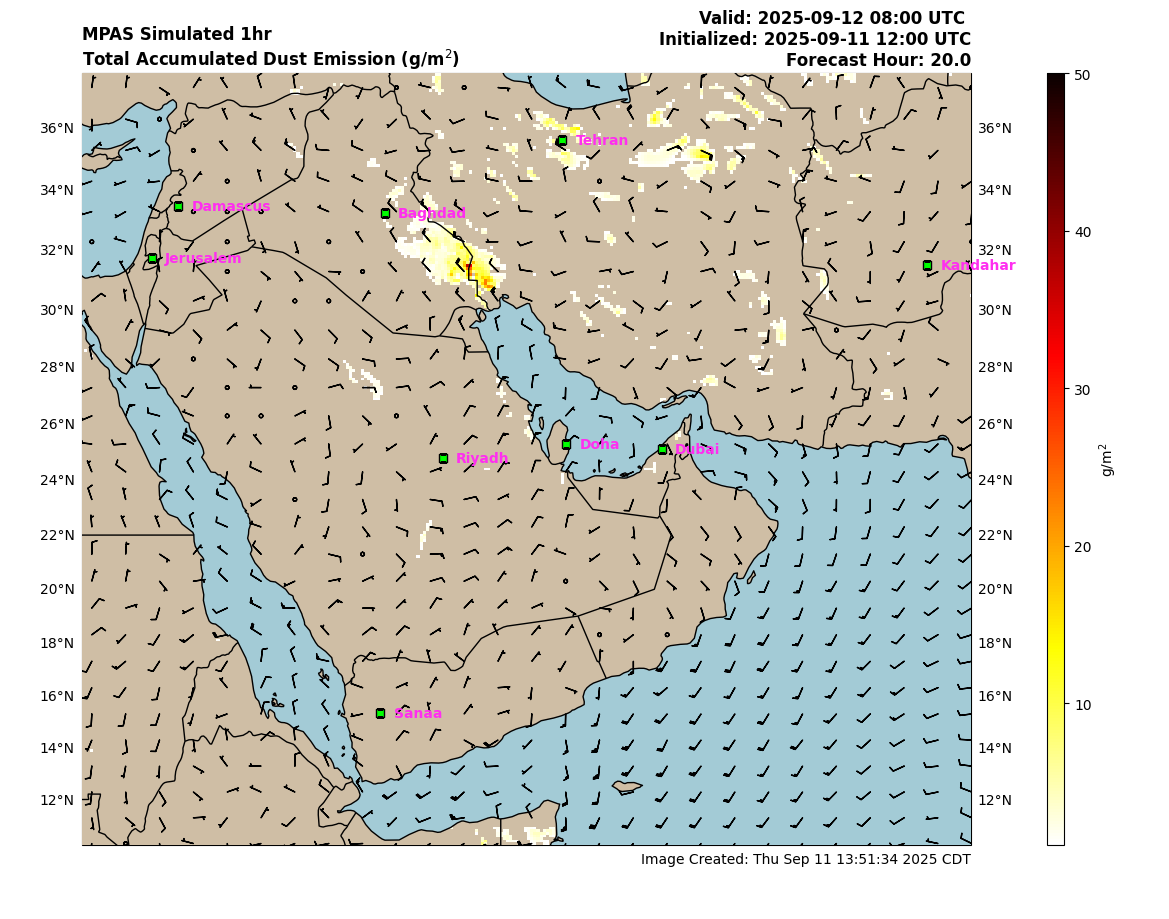 MPAS Simulated 1hr
Total Accumulated Dust Emission (g/m²)
Valid: 2025-09-12 08:00 UTC
Initialized: 2025-09-11 12:00 UTC
Forecast Hour: 20.0
36°N
34°N
32°N
30°N
28°N
26°N
24°N
22°N
20°N
18°N
16°N
14°N
12°N
Tehran
Damascus
Baghdad
Jerusalem
Kandahar
Doha
Dubai
Riyadh
Sanaa
36°N
34°N
32°N
30°N
28°N
26°N
24°N
22°N
20°N
18°N
16°N
14°N
12°N
50
40
30
20
10
g/m²
Image Created: Thu Sep 11 13:51:34 2025 CDT